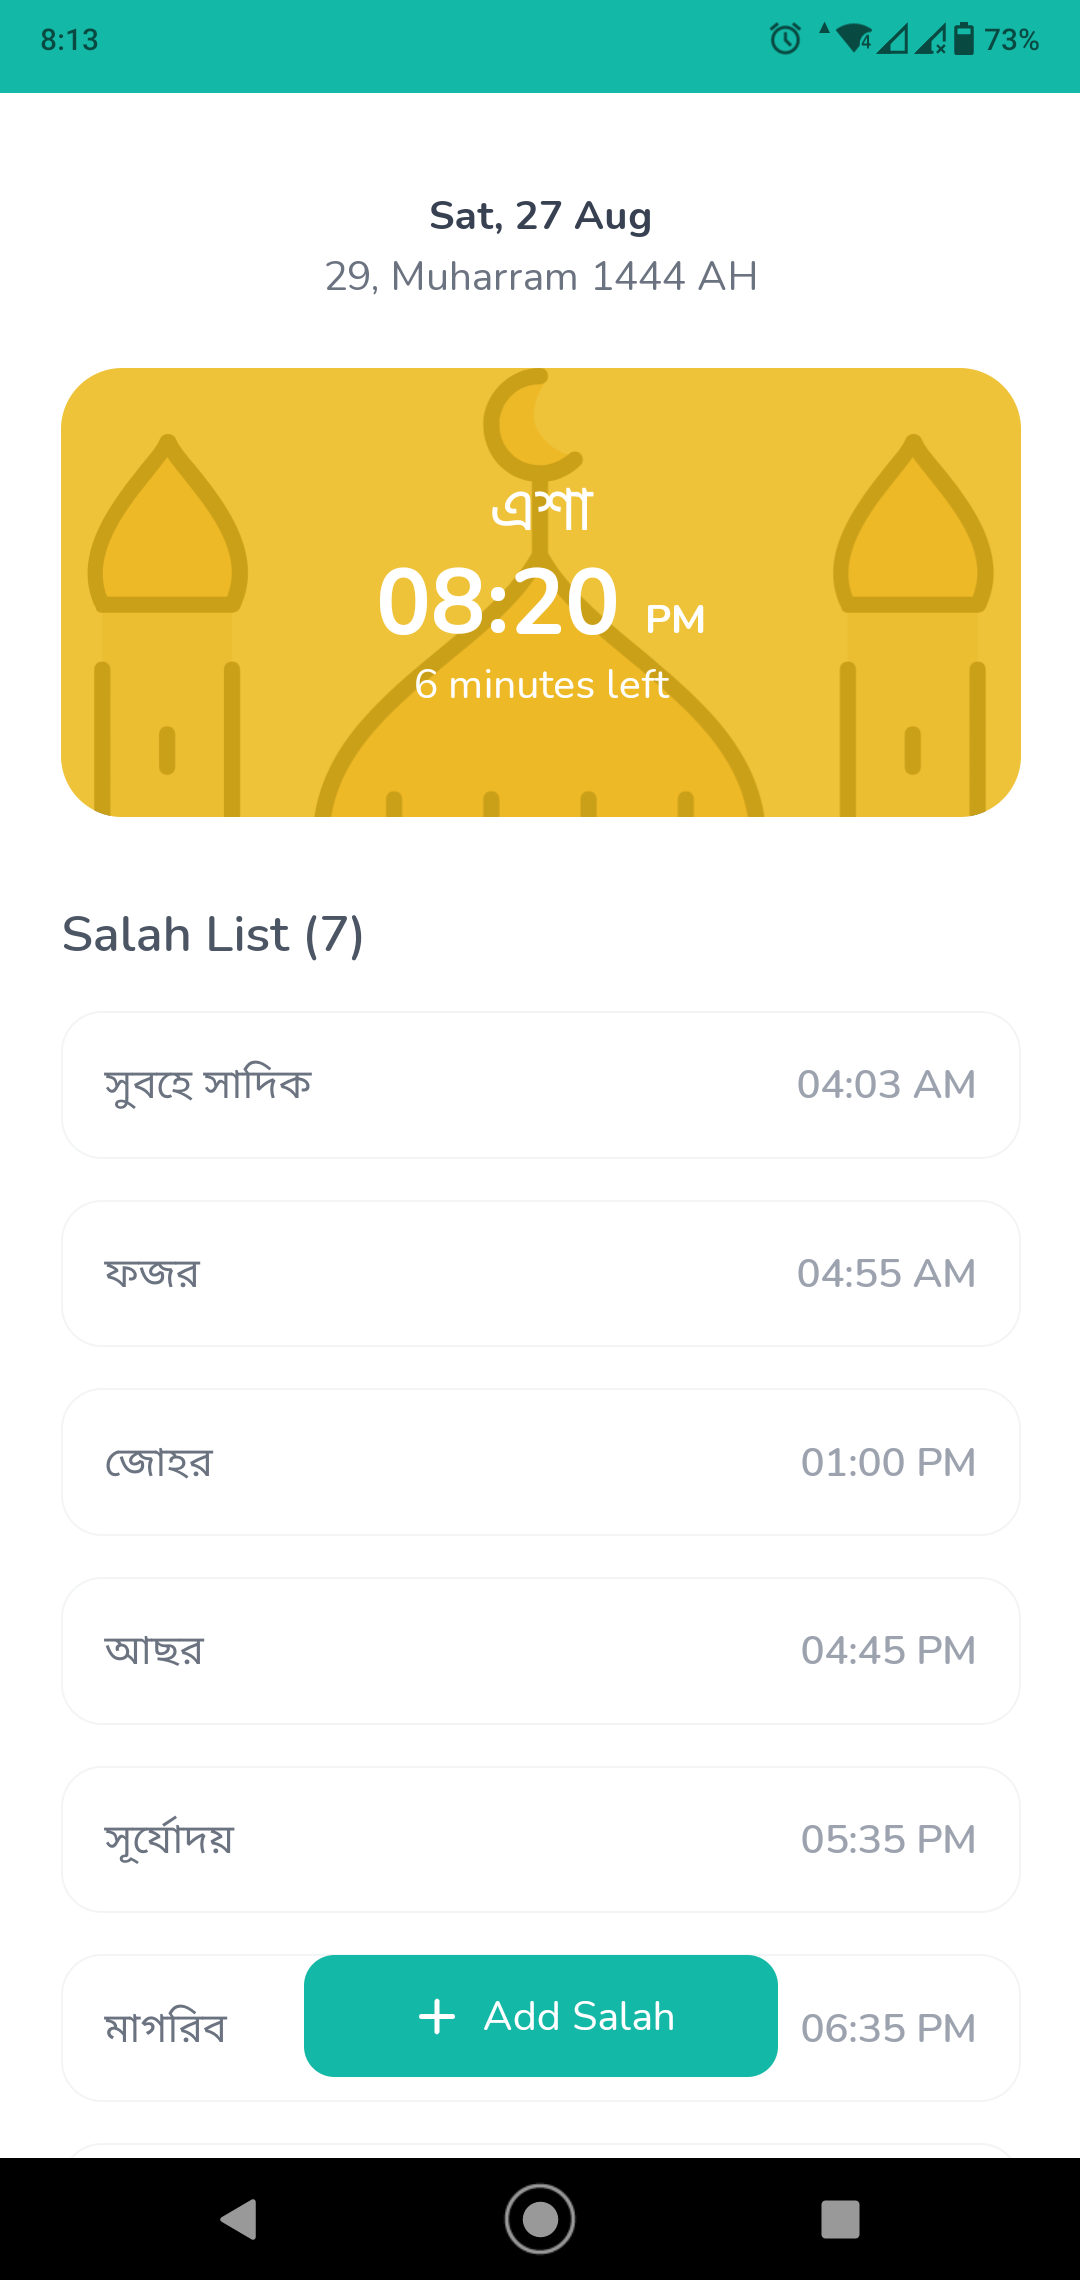 8:13
73%
Sat, 27 Aug
29, Muharram 1444 AH
এশা
08:20 PM
6 minutes left
Salah List (7)
সুবহে সাদিক 04:03 AM
ফজর 04:55 AM
জোহর 01:00 PM
আছর 04:45 PM
সূর্যোদয় 05:35 PM
মাগরিব 06:35 PM
+ Add Salah